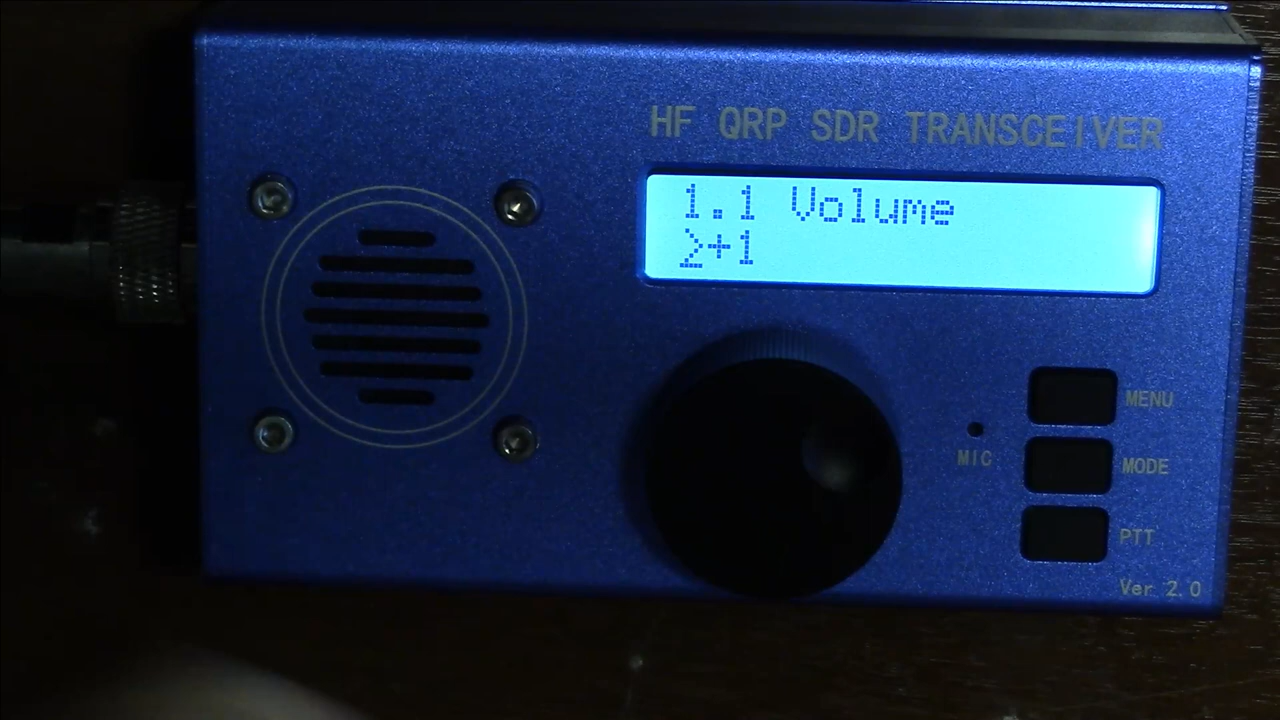 HF QRP SDR TRANSCEIVER
1.1 Volume
>+1
MENU
MIC
MODE
PTT
Ver 2.0